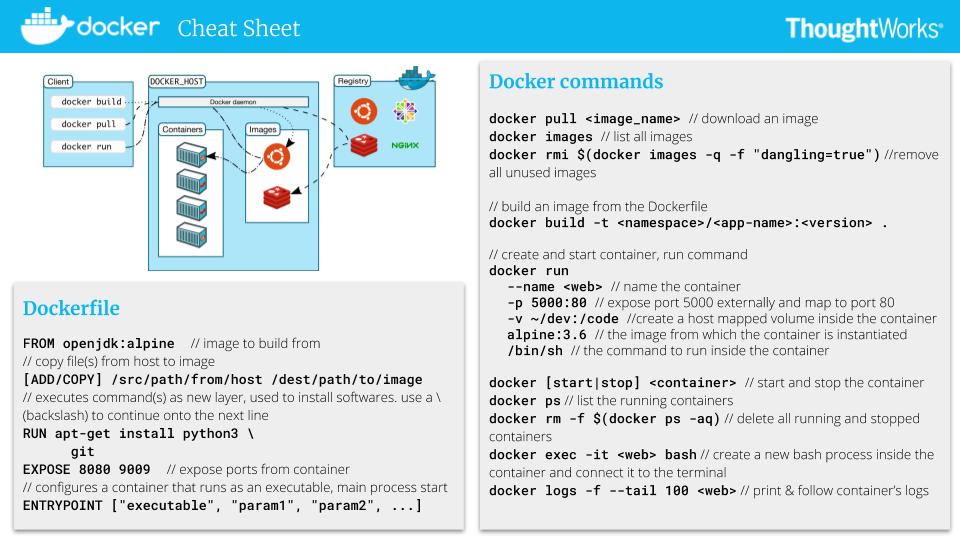 docker Cheat Sheet
ThoughtWorks®
Client
docker build
docker pull
docker run
DOCKER_HOST
Docker daemon
Containers
Images
Registry
NGINX
Dockerfile
FROM openjdk:alpine // image to build from
// copy file(s) from host to image
[ADD/COPY] /src/path/from/host /dest/path/to/image
// executes command(s) as new layer, used to install softwares. use a \
(backslash) to continue onto the next line
RUN apt-get install python3 \
git
EXPOSE 8080 9009 // expose ports from container
// configures a container that runs as an executable, main process start
ENTRYPOINT ["executable", "param1", "param2", ...]
Docker commands
docker pull <image_name> // download an image
docker images // list all images
docker rmi $(docker images -q -f "dangling=true") //remove
all unused images
// build an image from the Dockerfile
docker build -t <namespace>/<app-name>:<version> .
// create and start container, run command
docker run
--name <web> // name the container
-p 5000:80 // expose port 5000 externally and map to port 80
-v ~/dev:/code //create a host mapped volume inside the container
alpine:3.6 // the image from which the container is instantiated
/bin/sh // the command to run inside the container
docker [start|stop] <container> // start and stop the container
docker ps // list the running containers
docker rm -f $(docker ps -aq) // delete all running and stopped
containers
docker exec -it <web> bash // create a new bash process inside the
container and connect it to the terminal
docker logs -f --tail 100 <web> // print & follow container's logs